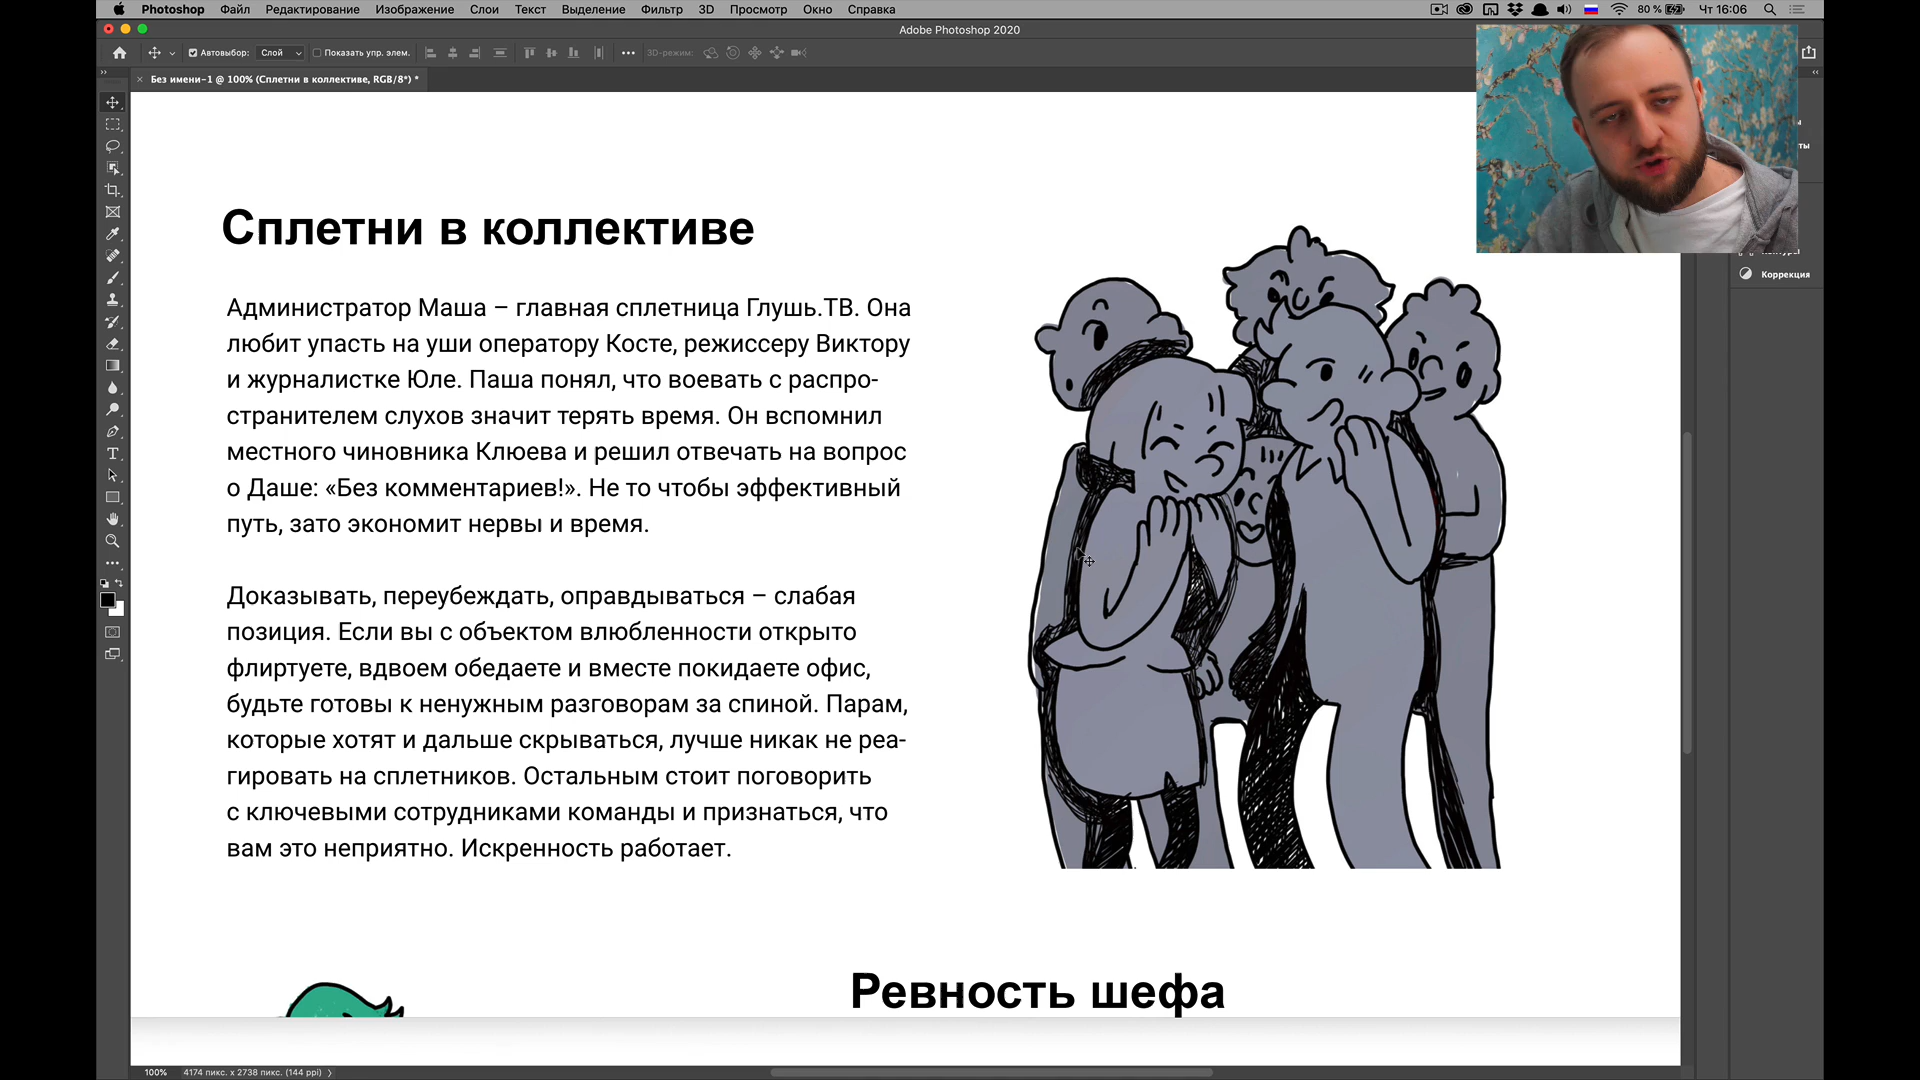 Photoshop Файл Редактирование Изображение Слои Текст Выделение Фильтр 3D Просмотр Окно Справка 80 % Чт 16:06
Adobe Photoshop 2020
Автовыбор: Слой Показать упр. элем. 3D-режим:
Без имени-1 @ 100% (Сплетни в коллективе, RGB/8*) *
Сплетни в коллективе
Администратор Маша – главная сплетница Глушь.ТВ. Она
любит упасть на уши оператору Косте, режиссеру Виктору
и журналистке Юле. Паша понял, что воевать с распро-
странителем слухов значит терять время. Он вспомнил
местного чиновника Клюева и решил отвечать на вопрос
о Даше: «Без комментариев!». Не то чтобы эффективный
путь, зато экономит нервы и время.
Доказывать, переубеждать, оправдываться – слабая
позиция. Если вы с объектом влюбленности открыто
флиртуете, вдвоем обедаете и вместе покидаете офис,
будьте готовы к ненужным разговорам за спиной. Парам,
которые хотят и дальше скрываться, лучше никак не реа-
гировать на сплетников. Остальным стоит поговорить
с ключевыми сотрудниками команды и признаться, что
вам это неприятно. Искренность работает.
Коррекция
Ревность шефа
100% 4174 пикс. x 2738 пикс. (144 ppi)